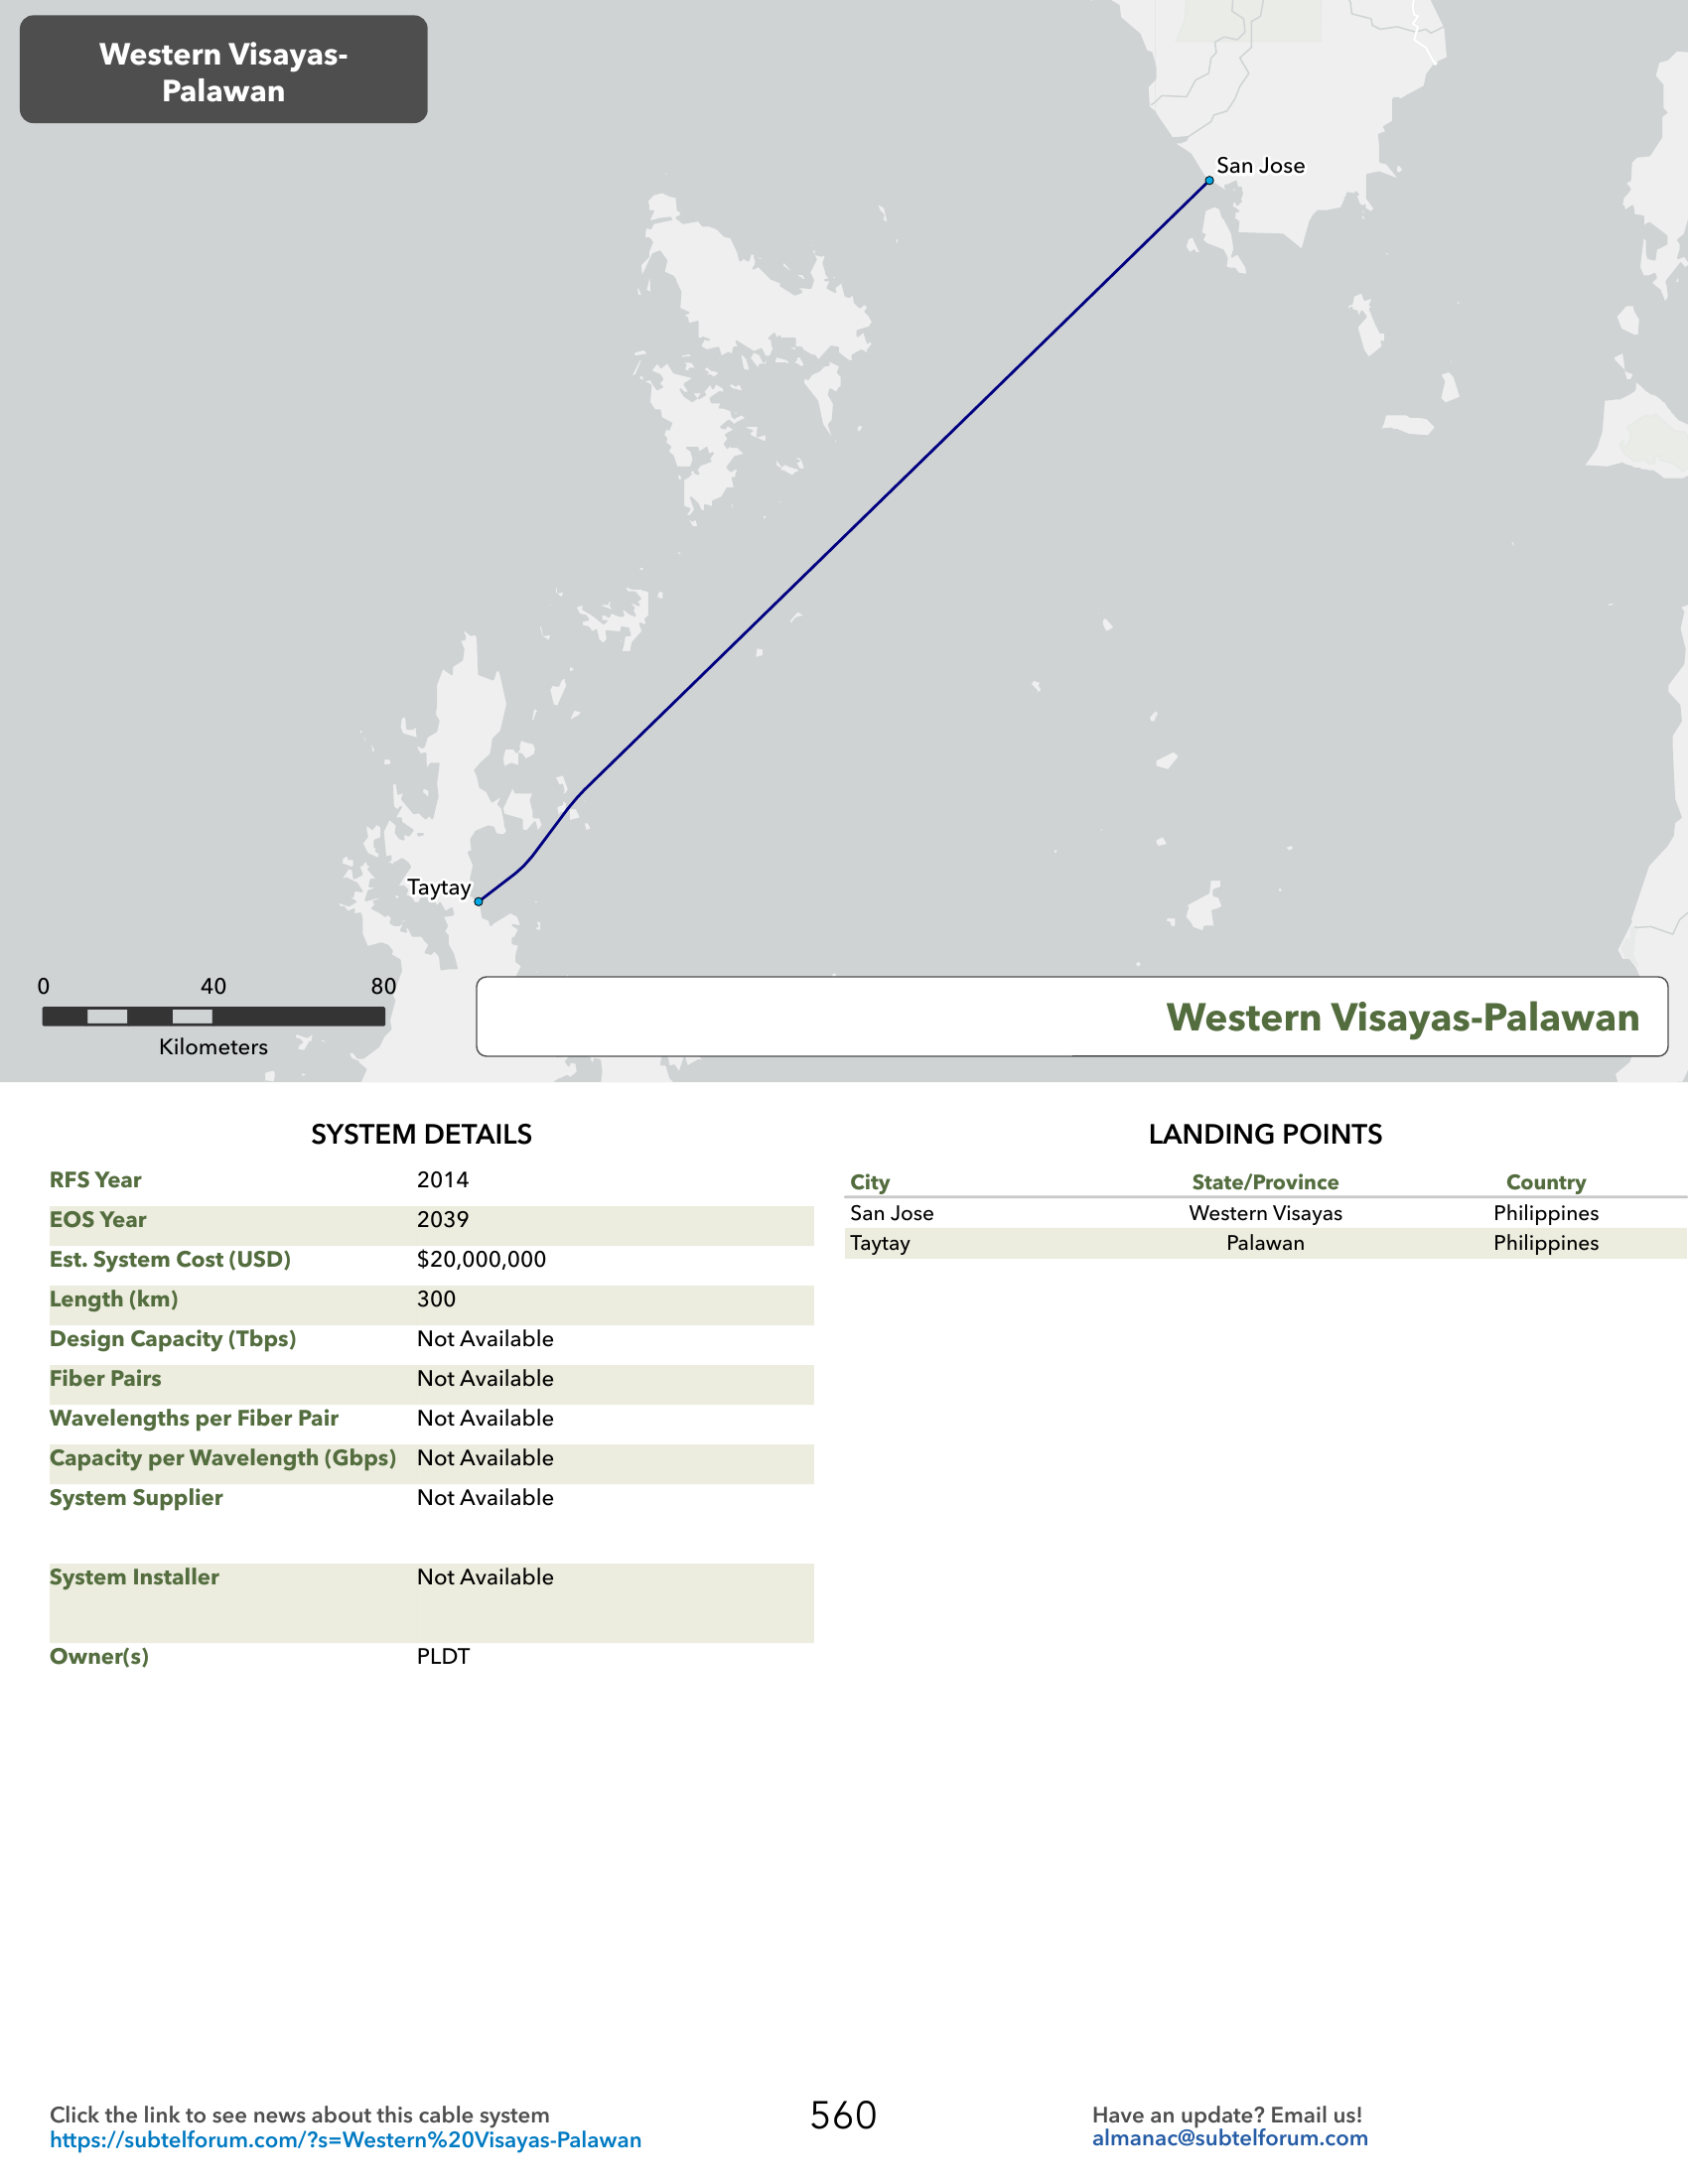 Western Visayas-
Palawan
San Jose
Taytay
0 40 80
Kilometers
Western Visayas-Palawan
SYSTEM DETAILS
RFS Year 2014
EOS Year 2039
Est. System Cost (USD) $20,000,000
Length (km) 300
Design Capacity (Tbps) Not Available
Fiber Pairs Not Available
Wavelengths per Fiber Pair Not Available
Capacity per Wavelength (Gbps) Not Available
System Supplier Not Available
System Installer Not Available
Owner(s) PLDT
LANDING POINTS
City State/Province Country
San Jose Western Visayas Philippines
Taytay Palawan Philippines
Click the link to see news about this cable system
https://subtelforum.com/?s=Western%20Visayas-Palawan
560
Have an update? Email us!
almanac@subtelforum.com